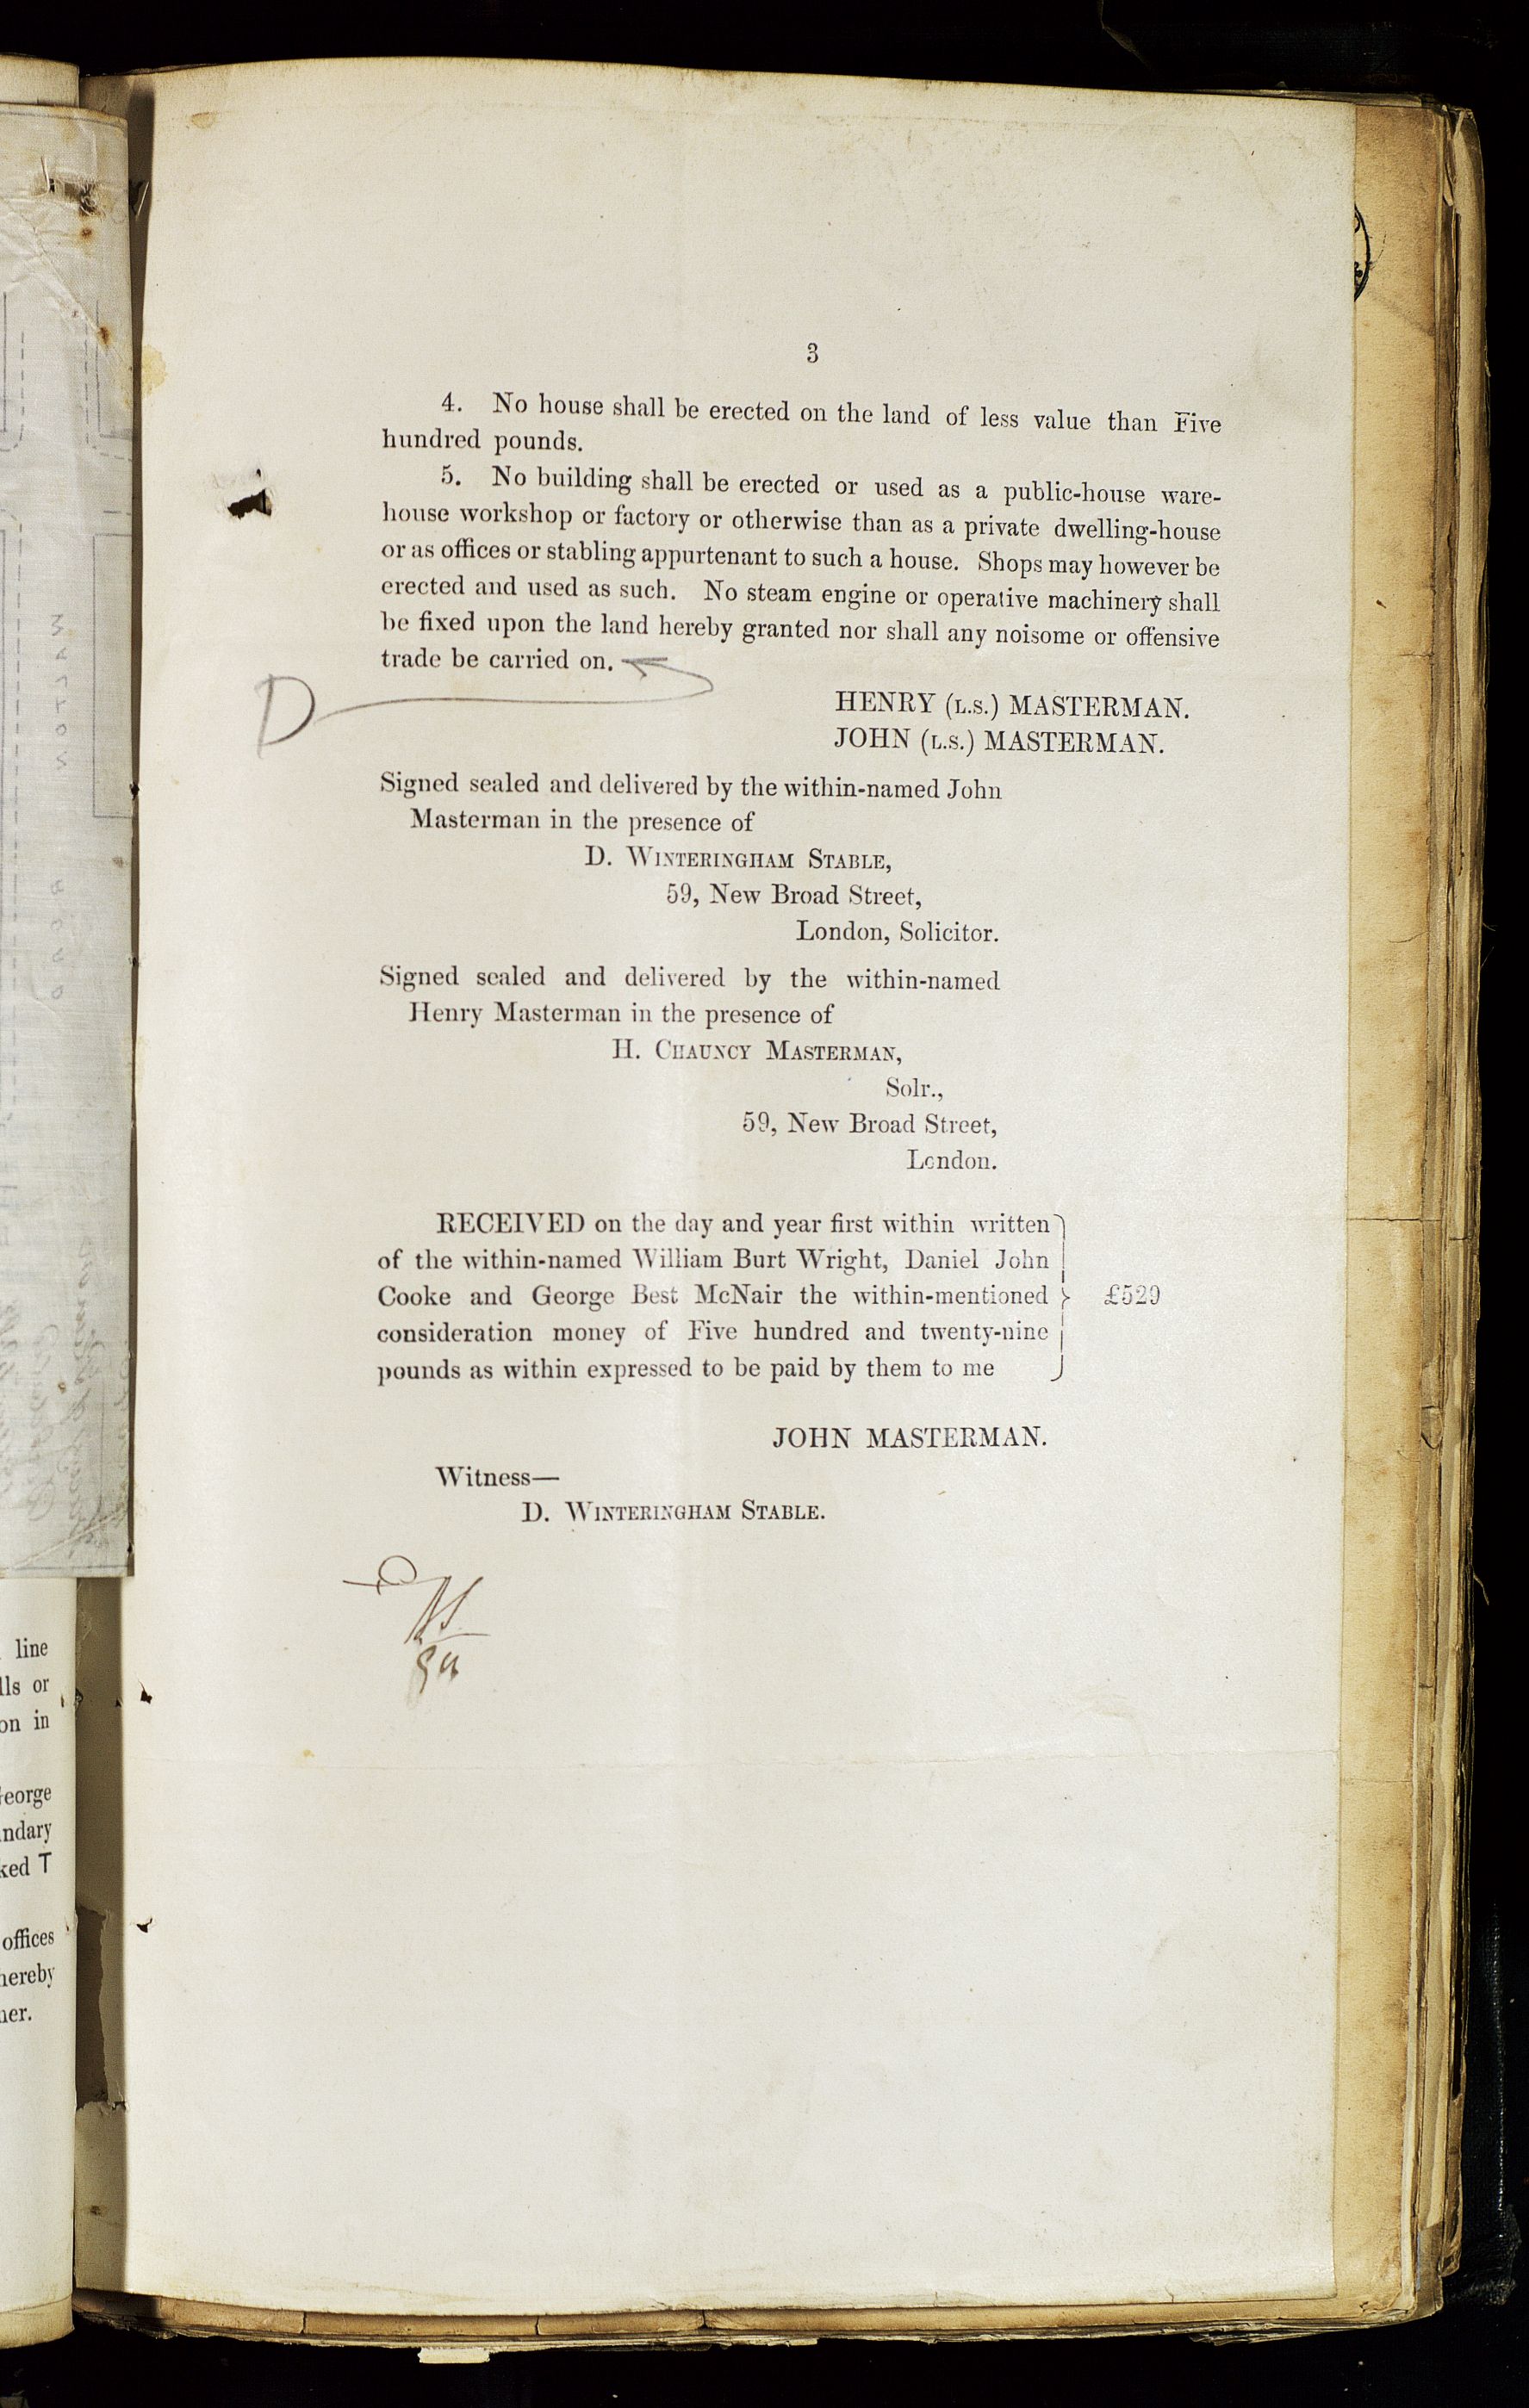 3
4. No house shall be erected on the land of less value than Five
hundred pounds.
5. No building shall be erected or used as a public-house ware-
house workshop or factory or otherwise than as a private dwelling-house
or as offices or stabling appurtenant to such a house. Shops may however be
erected and used as such. No steam engine or operative machinery shall
be fixed upon the land hereby granted nor shall any noisome or offensive
trade be carried on.
D
HENRY (L.S.) MASTERMAN.
JOHN (L.S.) MASTERMAN.
Signed sealed and delivered by the within-named John
Masterman in the presence of
D. WINTERINGHAM STABLE,
59, New Broad Street,
London, Solicitor.
Signed sealed and delivered by the within-named
Henry Masterman in the presence of
H. CHAUNCY MASTERMAN,
Solr.,
59, New Broad Street,
London.
RECEIVED on the day and year first within written
of the within-named William Burt Wright, Daniel John
Cooke and George Best McNair the within-mentioned £529
consideration money of Five hundred and twenty-nine
pounds as within expressed to be paid by them to me
JOHN MASTERMAN.
Witness—
D. WINTERINGHAM STABLE.
line
lls or
on in
George
ndary
ked T
offices
hereby
ner.